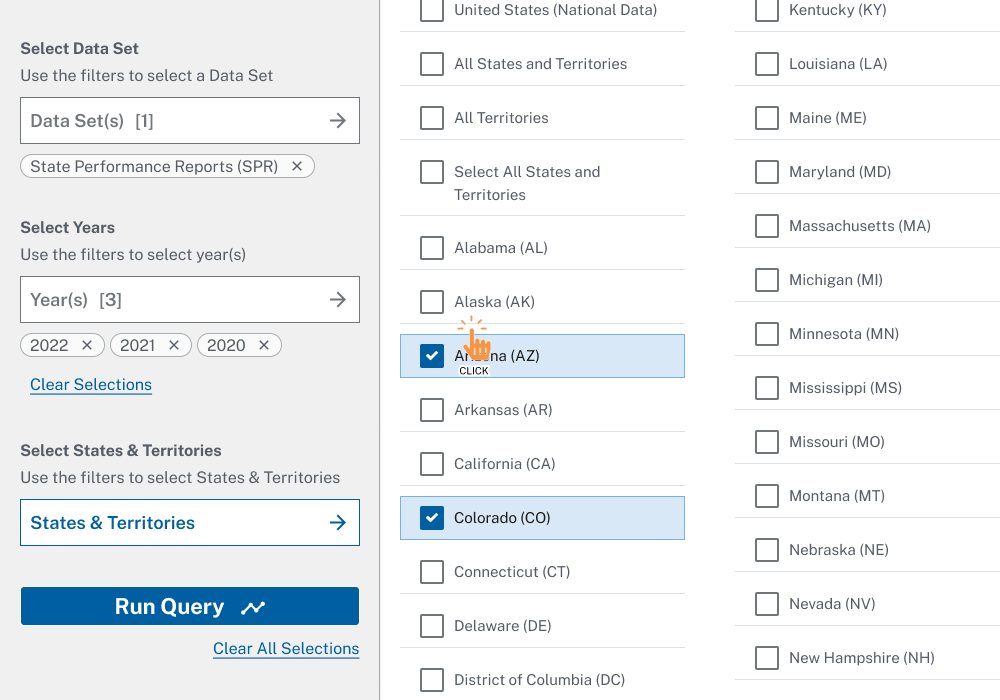 Select Data Set
Use the filters to select a Data Set
Data Set(s) [1]
State Performance Reports (SPR) ×
Select Years
Use the filters to select year(s)
Year(s) [3]
2022 × 2021 × 2020 ×
Clear Selections
Select States & Territories
Use the filters to select States & Territories
States & Territories
Run Query
Clear All Selections
United States (National Data)
All States and Territories
All Territories
Select All States and
Territories
Alabama (AL)
Alaska (AK)
Arizona (AZ)
CLICK
Arkansas (AR)
California (CA)
Colorado (CO)
Connecticut (CT)
Delaware (DE)
District of Columbia (DC)
Kentucky (KY)
Louisiana (LA)
Maine (ME)
Maryland (MD)
Massachusetts (MA)
Michigan (MI)
Minnesota (MN)
Mississippi (MS)
Missouri (MO)
Montana (MT)
Nebraska (NE)
Nevada (NV)
New Hampshire (NH)